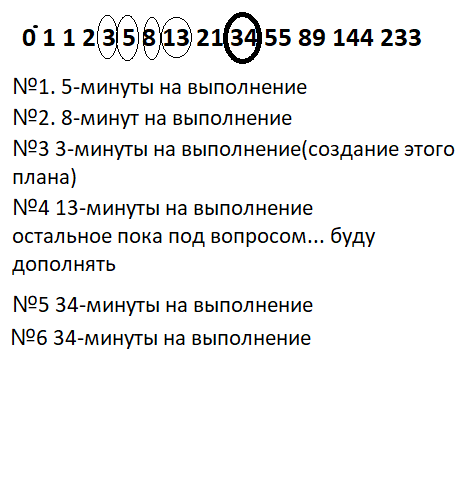 0 1 1 2 3 5 8 13 21 34 55 89 144 233
№1. 5-минуты на выполнение
№2. 8-минут на выполнение
№3 3-минуты на выполнение(создание этого
плана)
№4 13-минуты на выполнение
остальное пока под вопросом... буду
дополнять
№5 34-минуты на выполнение
№6 34-минуты на выполнение